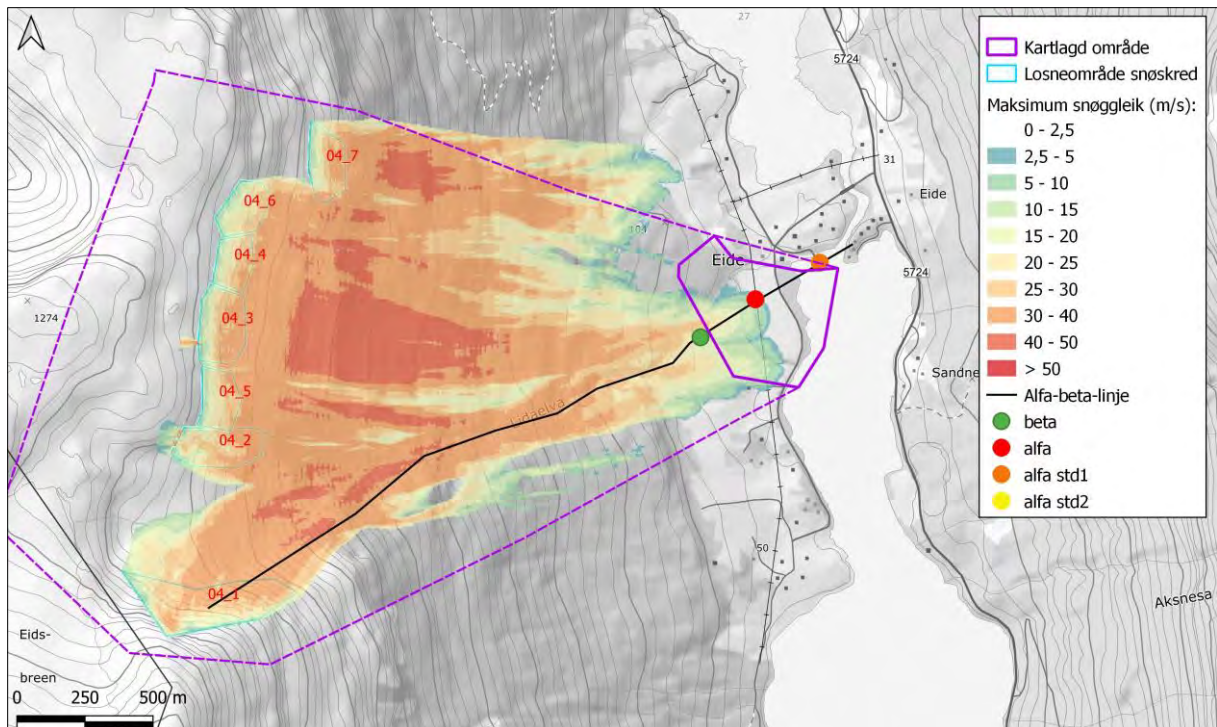 27
5724
04_7
31
Eide
04_6
104
04_4
Eide
5724
1274
04_3
Sandne
04_5
Eidaelva
04_2
50
04_1
Aksnesa
Eids-
breen
0 250 500 m
Kartlagd område
Losneområde snøskred
Maksimum snøggleik (m/s):
0 - 2,5
2,5 - 5
5 - 10
10 - 15
15 - 20
20 - 25
25 - 30
30 - 40
40 - 50
> 50
Alfa-beta-linje
beta
alfa
alfa std1
alfa std2